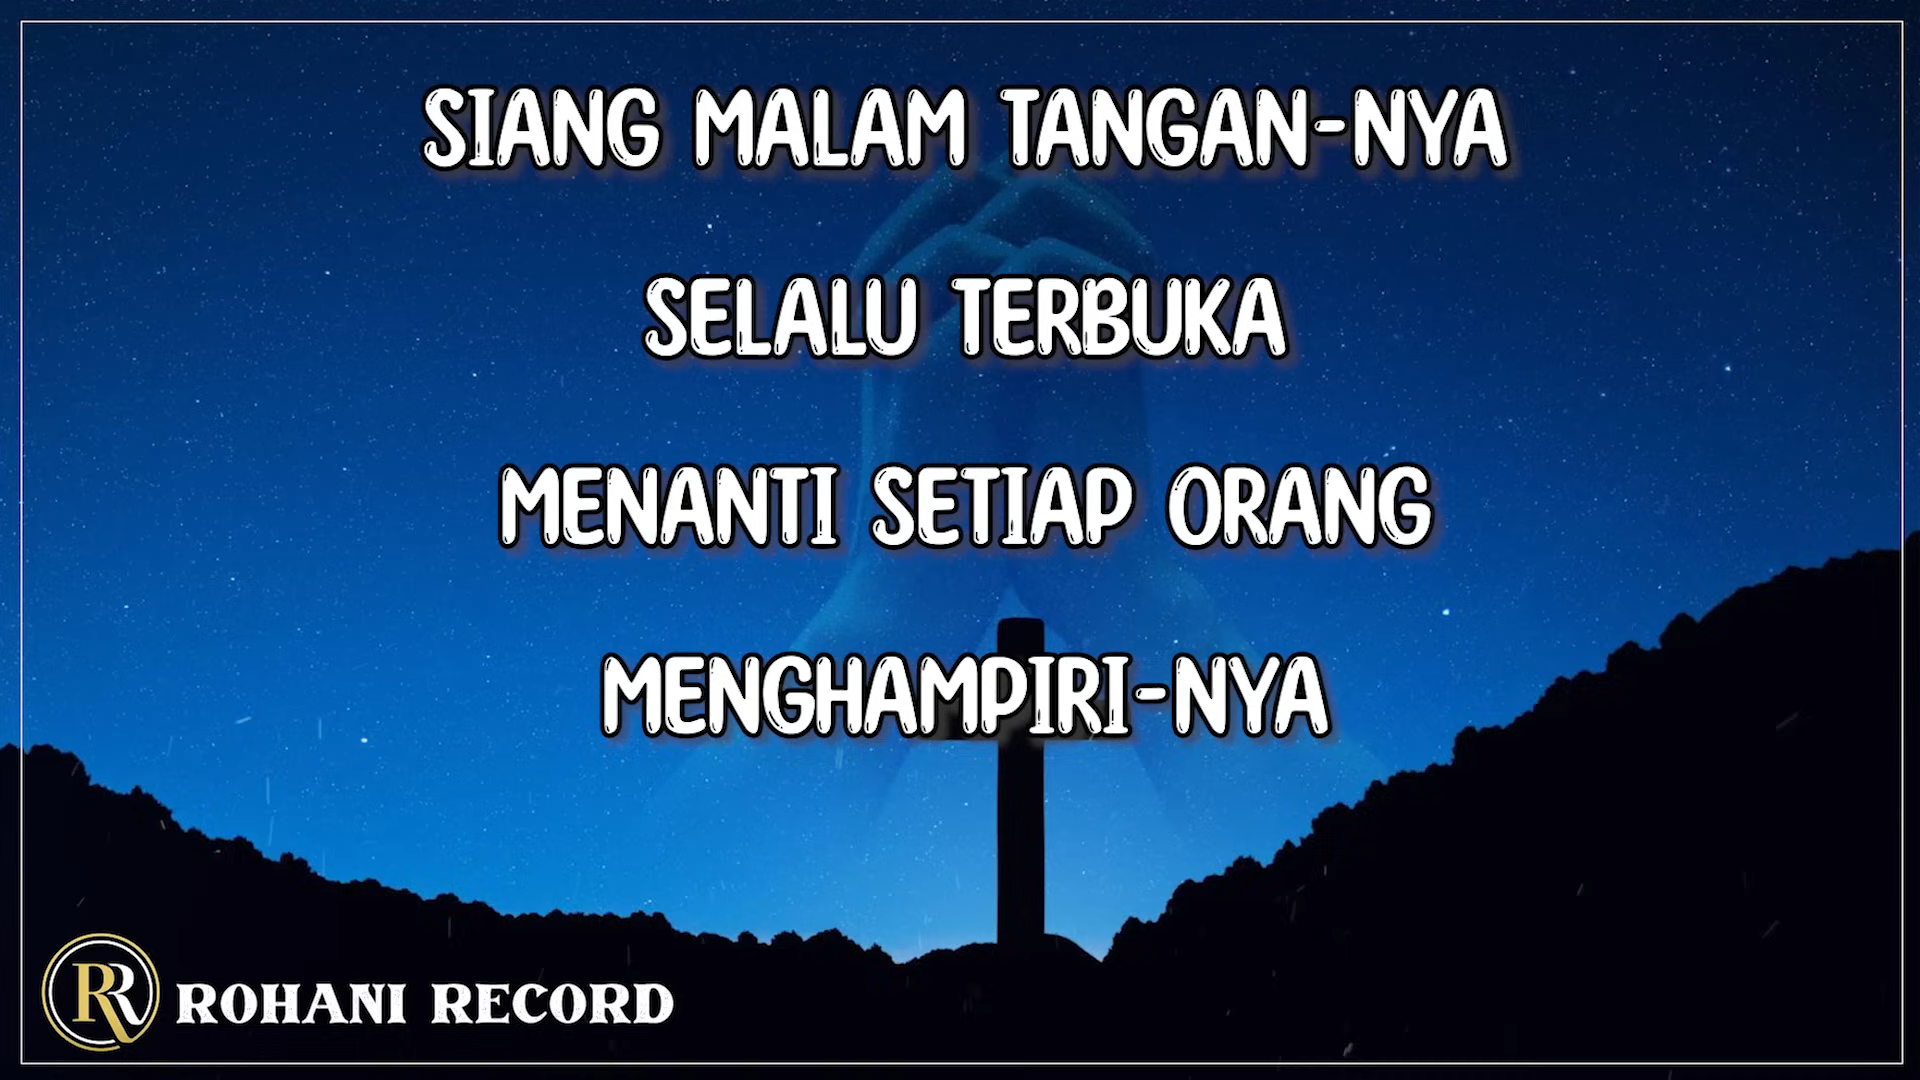 SIANG MALAM TANGAN-NYA
SELALU TERBUKA
MENANTI SETIAP ORANG
MENGHAMPIRI-NYA
RR ROHANI RECORD